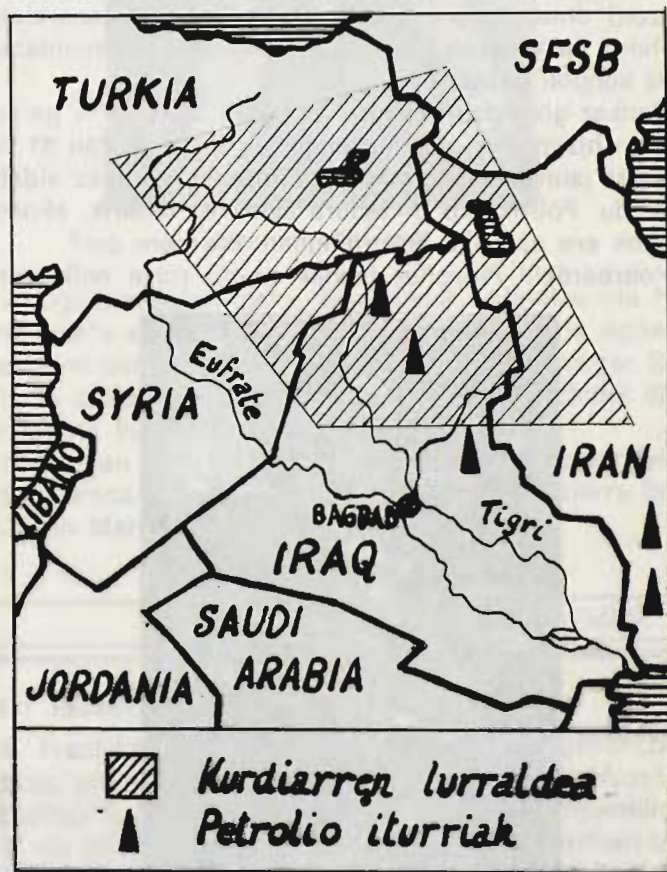 TURKIA
SESB
SYRIA
Eufrate
LIBANO
IRAN
BAGDAD
Tigri
IRAQ
SAUDI
ARABIA
JORDANIA
Kurdiarren lurraldea
Petrolio iturriak